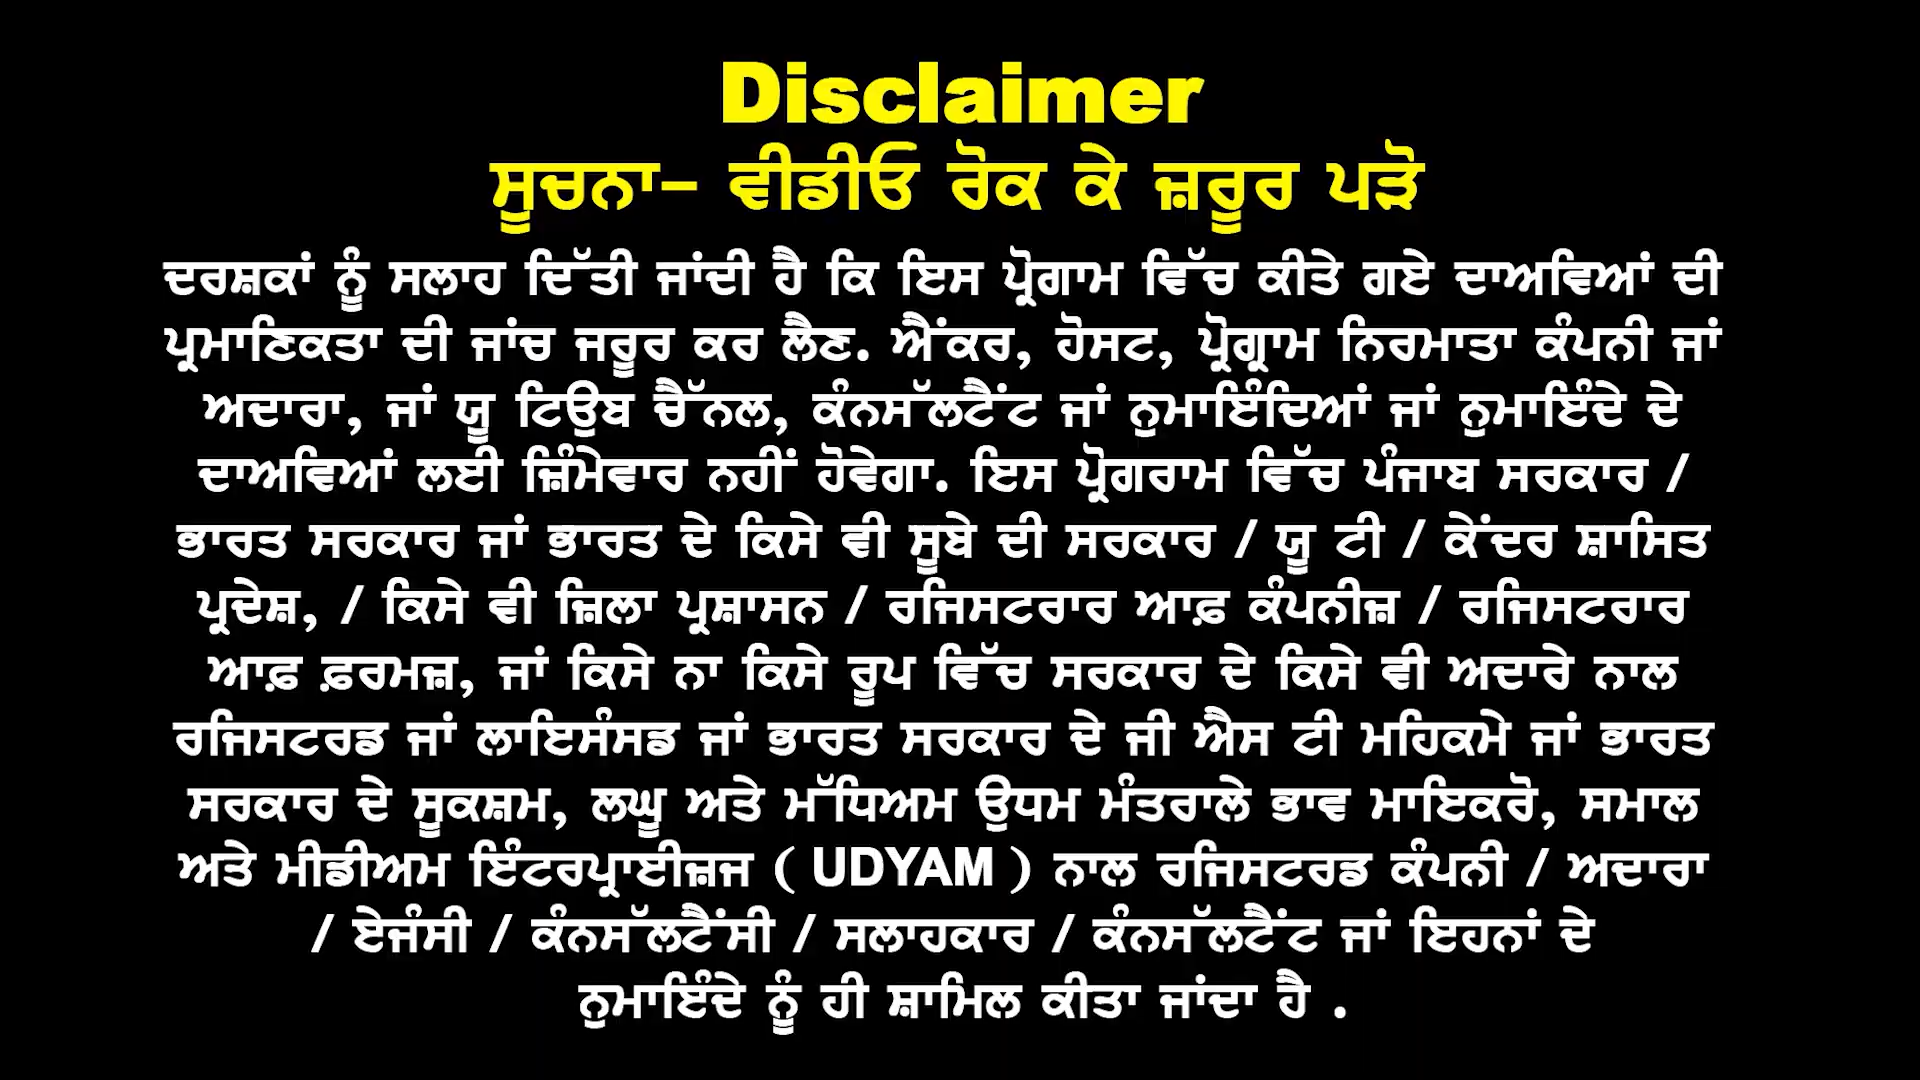 Disclaimer
ਸੂਚਨਾ- ਵੀਡੀਓ ਰੋਕ ਕੇ ਜ਼ਰੂਰ ਪੜੋ
ਦਰਸ਼ਕਾਂ ਨੂੰ ਸਲਾਹ ਦਿੱਤੀ ਜਾਂਦੀ ਹੈ ਕਿ ਇਸ ਪ੍ਰੋਗਾਮ ਵਿੱਚ ਕੀਤੇ ਗਏ ਦਾਅਵਿਆਂ ਦੀ
ਪ੍ਰਮਾਣਿਕਤਾ ਦੀ ਜਾਂਚ ਜਰੂਰ ਕਰ ਲੈਣ. ਐਂਕਰ, ਹੋਸਟ, ਪ੍ਰੋਗ੍ਰਾਮ ਨਿਰਮਾਤਾ ਕੰਪਨੀ ਜਾਂ
ਅਦਾਰਾ, ਜਾਂ ਯੂ ਟਿਉਬ ਚੈੱਨਲ, ਕੰਨਸੱਲਟੈਂਟ ਜਾਂ ਨੁਮਾਇੰਦਿਆਂ ਜਾਂ ਨੁਮਾਇੰਦੇ ਦੇ
ਦਾਅਵਿਆਂ ਲਈ ਜ਼ਿੰਮੇਵਾਰ ਨਹੀਂ ਹੋਵੇਗਾ. ਇਸ ਪ੍ਰੋਗਰਾਮ ਵਿੱਚ ਪੰਜਾਬ ਸਰਕਾਰ /
ਭਾਰਤ ਸਰਕਾਰ ਜਾਂ ਭਾਰਤ ਦੇ ਕਿਸੇ ਵੀ ਸੂਬੇ ਦੀ ਸਰਕਾਰ / ਯੂ ਟੀ / ਕੇਂਦਰ ਸ਼ਾਸਿਤ
ਪ੍ਰਦੇਸ਼, / ਕਿਸੇ ਵੀ ਜ਼ਿਲਾ ਪ੍ਰਸ਼ਾਸਨ / ਰਜਿਸਟਰਾਰ ਆਫ਼ ਕੰਪਨੀਜ਼ / ਰਜਿਸਟਰਾਰ
ਆਫ਼ ਫ਼ਰਮਜ਼, ਜਾਂ ਕਿਸੇ ਨਾ ਕਿਸੇ ਰੂਪ ਵਿੱਚ ਸਰਕਾਰ ਦੇ ਕਿਸੇ ਵੀ ਅਦਾਰੇ ਨਾਲ
ਰਜਿਸਟਰਡ ਜਾਂ ਲਾਇਸੰਸਡ ਜਾਂ ਭਾਰਤ ਸਰਕਾਰ ਦੇ ਜੀ ਐਸ ਟੀ ਮਹਿਕਮੇ ਜਾਂ ਭਾਰਤ
ਸਰਕਾਰ ਦੇ ਸੂਕਸ਼ਮ, ਲਘੂ ਅਤੇ ਮੱਧਿਅਮ ਉਧਮ ਮੰਤਰਾਲੇ ਭਾਵ ਮਾਇਕਰੋ, ਸਮਾਲ
ਅਤੇ ਮੀਡੀਅਮ ਇੰਟਰਪ੍ਰਾਈਜ਼ਜ ( UDYAM ) ਨਾਲ ਰਜਿਸਟਰਡ ਕੰਪਨੀ / ਅਦਾਰਾ
/ ਏਜੰਸੀ / ਕੰਨਸੱਲਟੈਂਸੀ / ਸਲਾਹਕਾਰ / ਕੰਨਸੱਲਟੈਂਟ ਜਾਂ ਇਹਨਾਂ ਦੇ
ਨੁਮਾਇੰਦੇ ਨੂੰ ਹੀ ਸ਼ਾਮਿਲ ਕੀਤਾ ਜਾਂਦਾ ਹੈ .